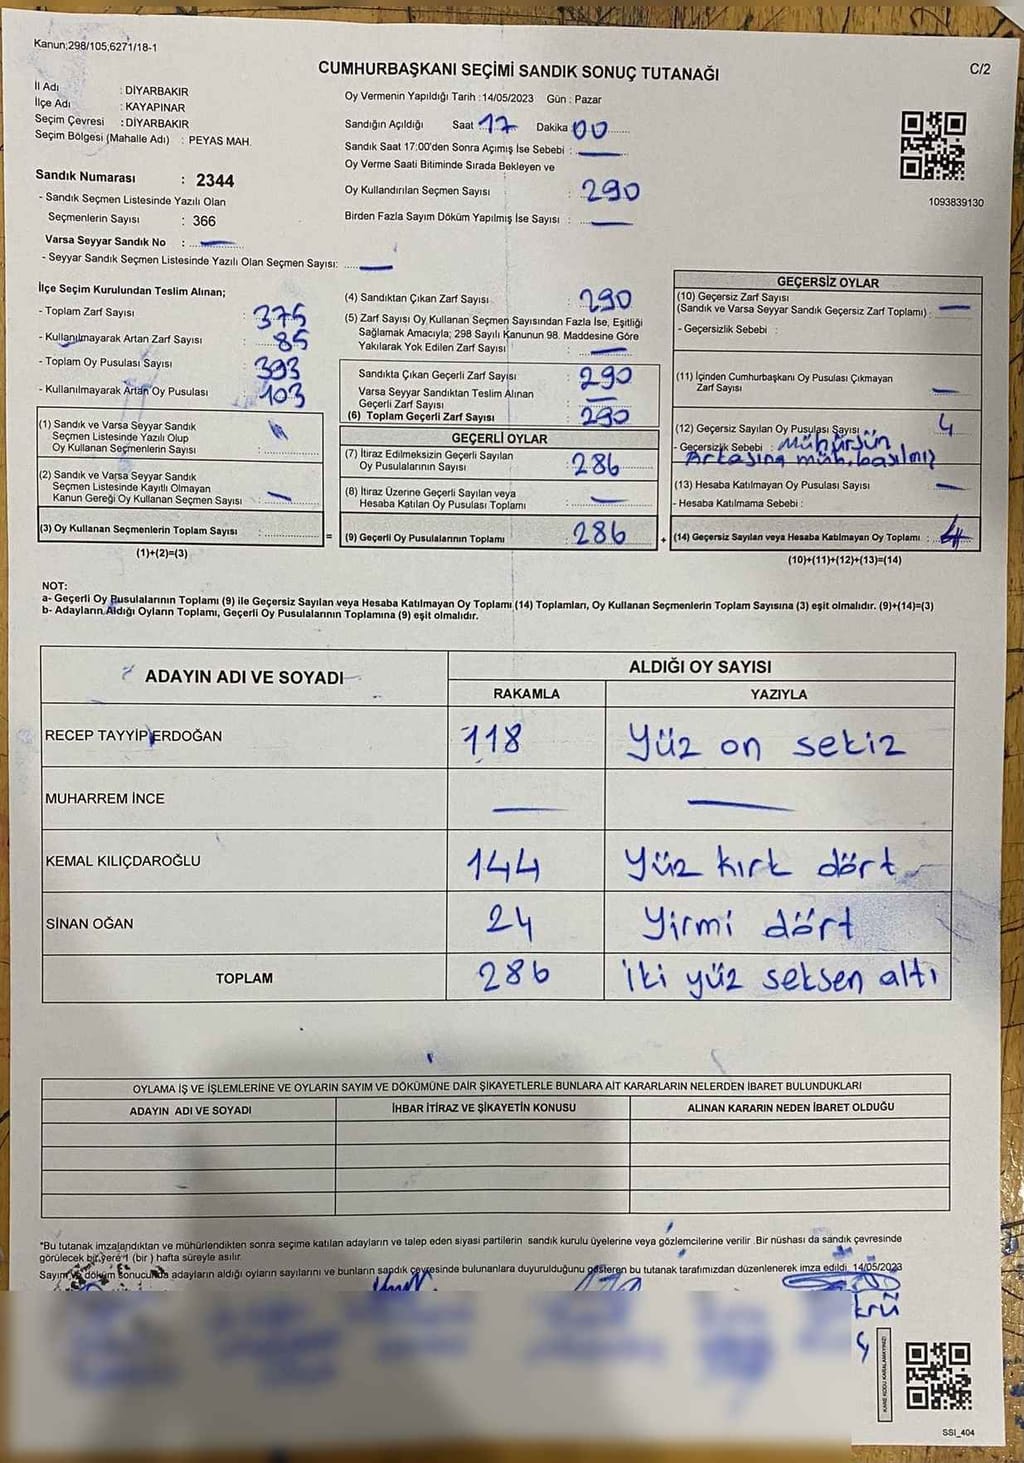 Kanun;298/105,6271/18-1
C/2
CUMHURBAŞKANI SEÇİMİ SANDIK SONUÇ TUTANAĞI
İl Adı : DİYARBAKIR
İlçe Adı : KAYAPINAR
Seçim Çevresi : DİYARBAKIR
Seçim Bölgesi (Mahalle Adı) : PEYAS MAH.
Oy Vermenin Yapıldığı Tarih :14/05/2023 Gün : Pazar
Sandığın Açıldığı Saat 17 Dakika 00
Sandık Saat 17:00'den Sonra Açımış İse Sebebi : —
Oy Verme Saati Bitiminde Sırada Bekleyen ve
Oy Kullandırılan Seçmen Sayısı : 290
Birden Fazla Sayım Döküm Yapılmış İse Sayısı : —
1093839130
Sandık Numarası : 2344
- Sandık Seçmen Listesinde Yazılı Olan
Seçmenlerin Sayısı : 366
Varsa Seyyar Sandık No : —
- Seyyar Sandık Seçmen Listesinde Yazılı Olan Seçmen Sayısı: —
İlçe Seçim Kurulundan Teslim Alınan;
- Toplam Zarf Sayısı : 375
- Kullanılmayarak Artan Zarf Sayısı : 85
- Toplam Oy Pusulası Sayısı : 393
- Kullanılmayarak Artan Oy Pusulası : 103
(1) Sandık ve Varsa Seyyar Sandık
Seçmen Listesinde Yazılı Olup
Oy Kullanan Seçmenlerin Sayısı :
(2) Sandık ve Varsa Seyyar Sandık
Seçmen Listesinde Kayıtlı Olmayan
Kanun Gereği Oy Kullanan Seçmen Sayısı : —
(3) Oy Kullanan Seçmenlerin Toplam Sayısı : =
(1)+(2)=(3)
(4) Sandıktan Çıkan Zarf Sayısı : 290
(5) Zarf Sayısı Oy Kullanan Seçmen Sayısından Fazla İse, Eşitliği
Sağlamak Amacıyla; 298 Sayılı Kanunun 98. Maddesine Göre
Yakılarak Yok Edilen Zarf Sayısı : —
Sandıkta Çıkan Geçerli Zarf Sayısı : 290
Varsa Seyyar Sandıktan Teslim Alınan
Geçerli Zarf Sayısı : —
(6) Toplam Geçerli Zarf Sayısı : 290
GEÇERLİ OYLAR
(7) İtiraz Edilmeksizin Geçerli Sayılan
Oy Pusulalarının Sayısı : 286
(8) İtiraz Üzerine Geçerli Sayılan veya
Hesaba Katılan Oy Pusulaları Toplamı : —
(9) Geçerli Oy Pusulalarının Toplamı : 286 +
GEÇERSİZ OYLAR
(10) Geçersiz Zarf Sayısı
(Sandık ve Varsa Seyyar Sandık Geçersiz Zarf Toplamı) : —
- Geçersizlik Sebebi :
(11) İçinden Cumhurbaşkanı Oy Pusulası Çıkmayan
Zarf Sayısı : —
(12) Geçersiz Sayılan Oy Pusulası Sayısı : 4
- Geçersizlik Sebebi : Mühürsün
Arkasına müh. basılmış
(13) Hesaba Katılmayan Oy Pusulası Sayısı : —
- Hesaba Katılmama Sebebi :
(14) Geçersiz Sayılan veya Hesaba Katılmayan Oy Toplamı : 4
(10)+(11)+(12)+(13)=(14)
NOT:
a- Geçerli Oy Pusulalarının Toplamı (9) ile Geçersiz Sayılan veya Hesaba Katılmayan Oy Toplamı (14) Toplamları, Oy Kullanan Seçmenlerin Toplam Sayısına (3) eşit olmalıdır. (9)+(14)=(3)
b- Adayların Aldığı Oyların Toplamı, Geçerli Oy Pusulalarının Toplamına (9) eşit olmalıdır.
ADAYIN ADI VE SOYADI
ALDIĞI OY SAYISI
RAKAMLA YAZIYLA
RECEP TAYYİP ERDOĞAN 118 Yüz on sekiz
MUHARREM İNCE — —
KEMAL KILIÇDAROĞLU 144 Yüz kırk dört
SİNAN OĞAN 24 Yirmi dört
TOPLAM 286 İki yüz seksen altı
OYLAMA İŞ VE İŞLEMLERİNE VE OYLARIN SAYIM VE DÖKÜMÜNE DAİR ŞİKAYETLERLE BUNLARA AİT KARARLARIN NELERDEN İBARET BULUNDUKLARI
ADAYIN ADI VE SOYADI İHBAR İTİRAZ VE ŞİKAYETİN KONUSU ALINAN KARARIN NEDEN İBARET OLDUĞU
*Bu tutanak imzalandıktan ve mühürlendikten sonra seçime katılan adayların ve talep eden siyasi partilerin sandık kurulu üyelerine veya gözlemcilerine verilir .Bir nüshası da sandık çevresinde
görülecek bir yere 1 (bir ) hafta süreyle asılır.
Sayım ve döküm sonucunda adayların aldığı oyların sayılarını ve bunların sandık çevresinde bulunanlara duyurulduğunu gösteren bu tutanak tarafımızdan düzenlenerek imza edildi. 14/05/2023
KARE KODU KARALAMAYINIZ!
SSI_404